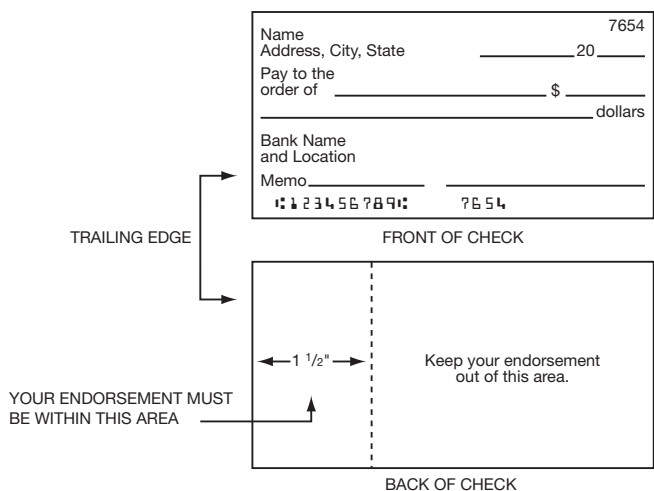 7654
Name
Address, City, State 20
Pay to the
order of $
dollars
Bank Name
and Location
Memo
⑆123456789⑆ 7654
TRAILING EDGE
FRONT OF CHECK
1 1/2"
Keep your endorsement
out of this area.
YOUR ENDORSEMENT MUST
BE WITHIN THIS AREA
BACK OF CHECK